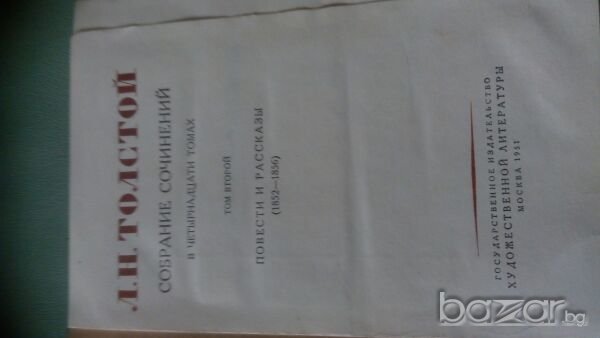 Л.Н. ТОЛСТОЙ
СОБРАНИЕ СОЧИНЕНИЙ
В ЧЕТЫРНАДЦАТИ ТОМАХ
ТОМ ВТОРОЙ
ПОВЕСТИ И РАССКАЗЫ
(1852—1856)
ГОСУДАРСТВЕННОЕ ИЗДАТЕЛЬСТВО
ХУДОЖЕСТВЕННОЙ ЛИТЕРАТУРЫ
МОСКВА 1951
bazar.bg